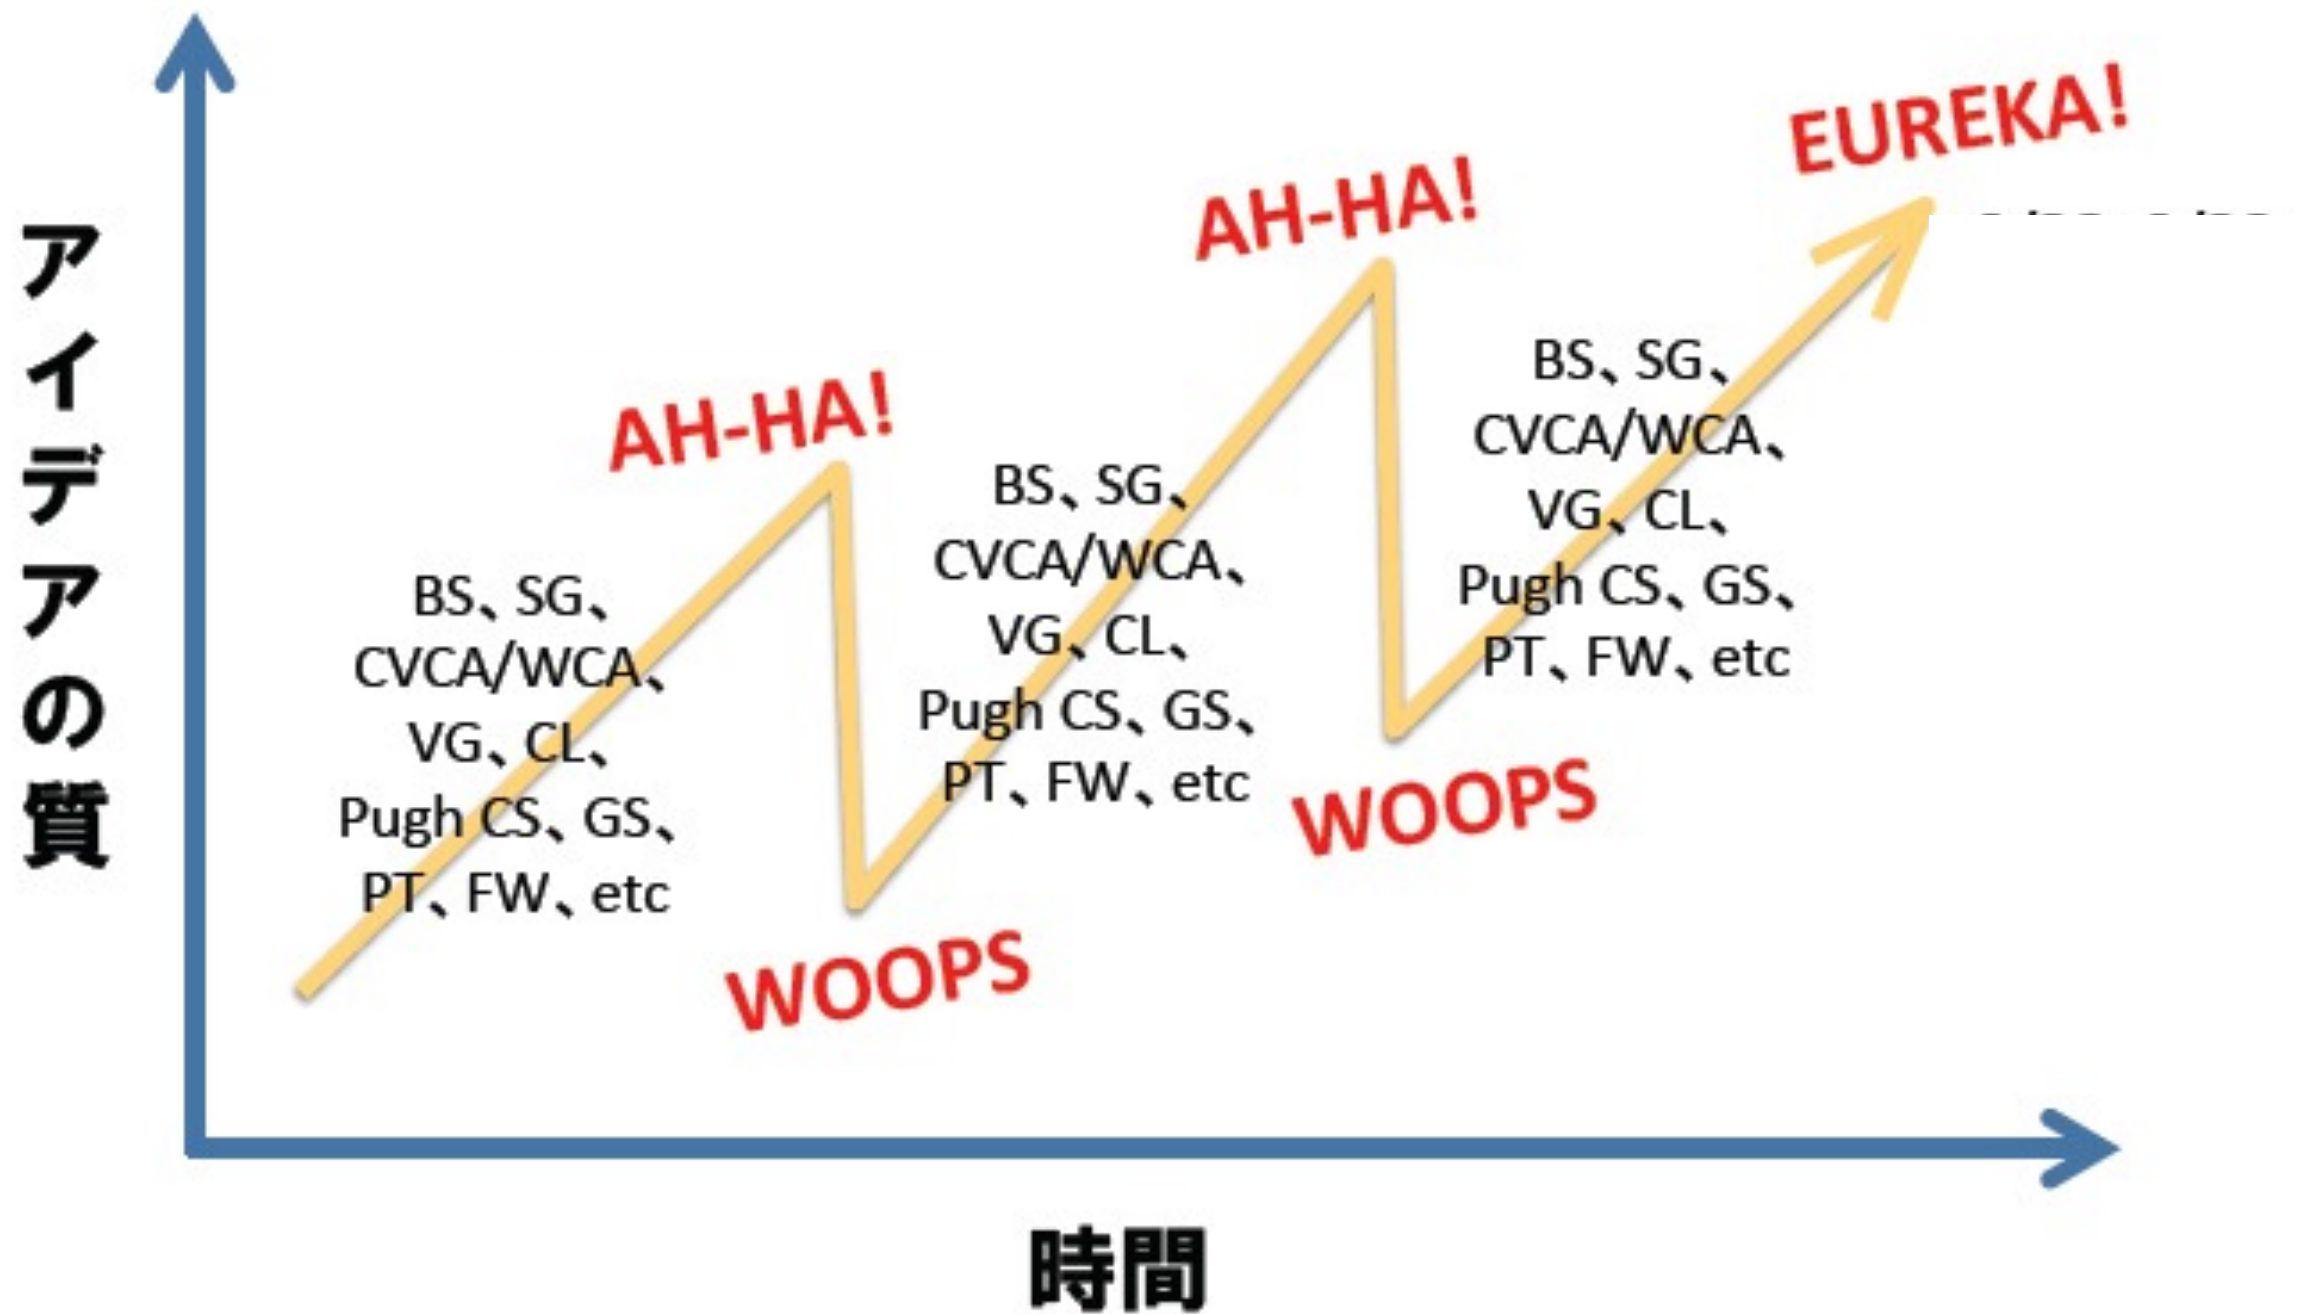 アイデアの質
EUREKA!
AH-HA!
AH-HA!
BS、SG、
CVCA/WCA、
VG、CL、
Pugh CS、GS、
PT、FW、etc
WOOPS
BS、SG、
CVCA/WCA、
VG、CL、
Pugh CS、GS、
PT、FW、etc
WOOPS
BS、SG、
CVCA/WCA、
VG、CL、
Pugh CS、GS、
PT、FW、etc
時間